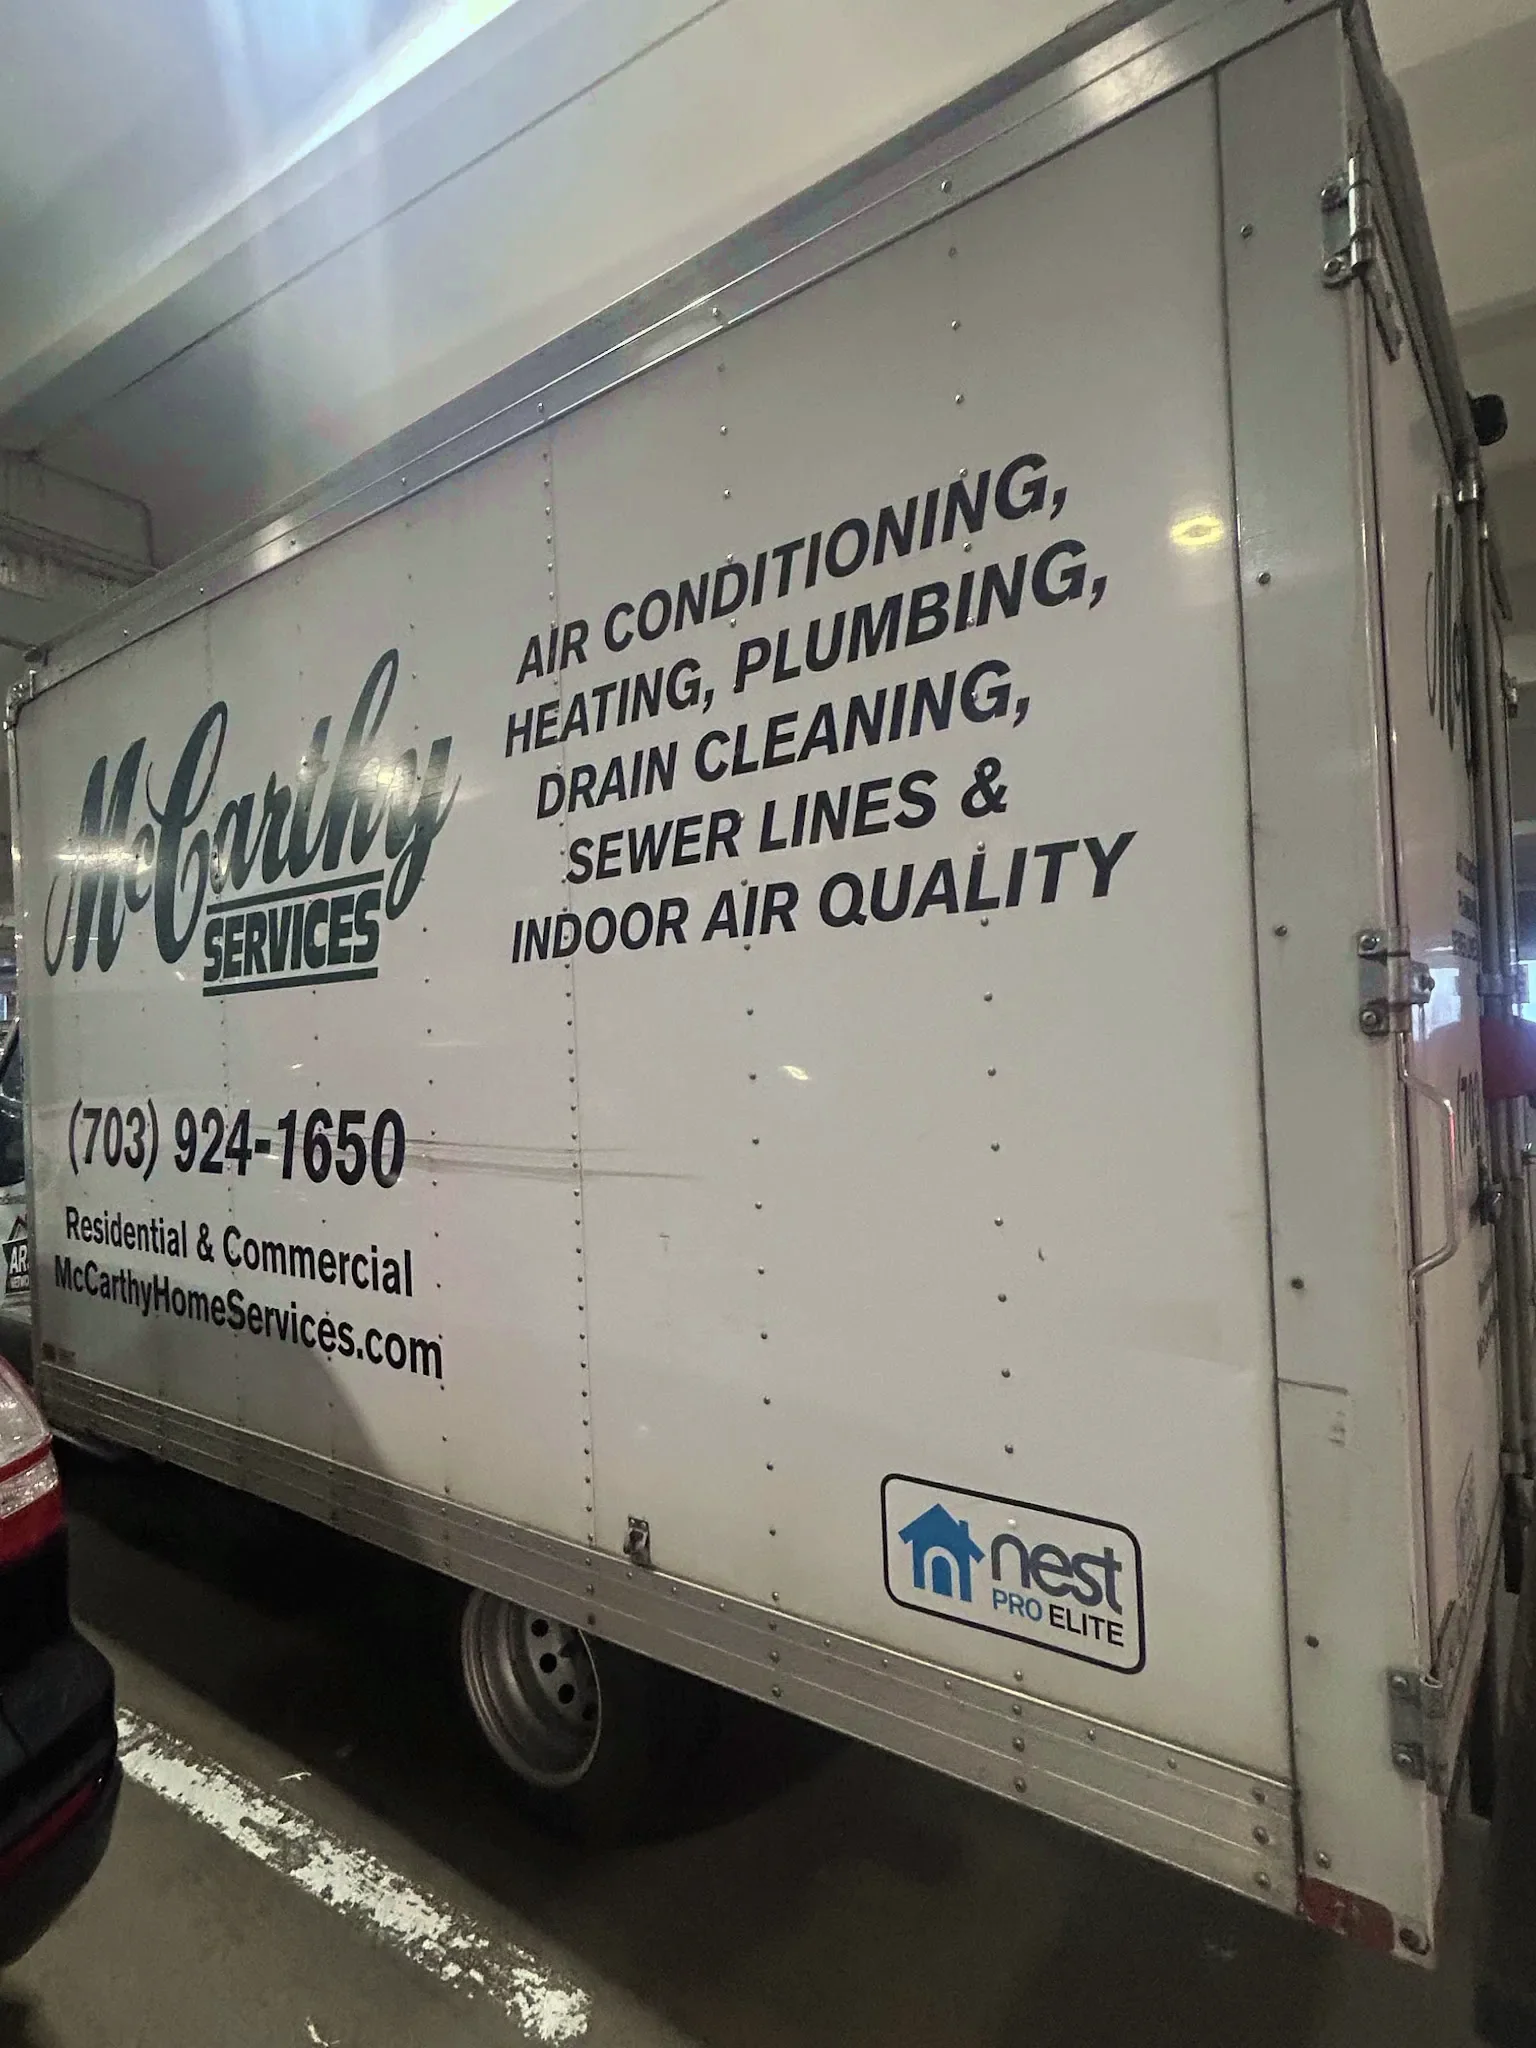 McCarthy
SERVICES
(703) 924-1650
Residential & Commercial
McCarthyHomeServices.com
AIR CONDITIONING,
HEATING, PLUMBING,
DRAIN CLEANING,
SEWER LINES &
INDOOR AIR QUALITY
nest
PRO ELITE